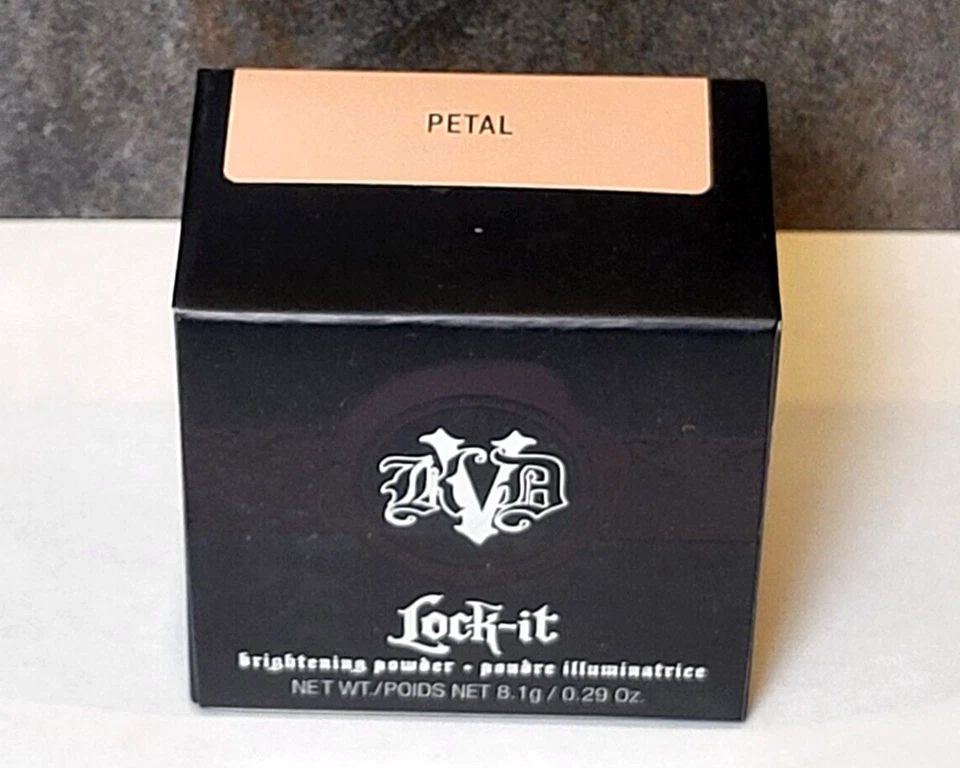 PETAL
KVD
Lock-it
brightening powder - poudre illuminatrice
NET WT./POIDS NET 8.1g / 0.29 Oz.